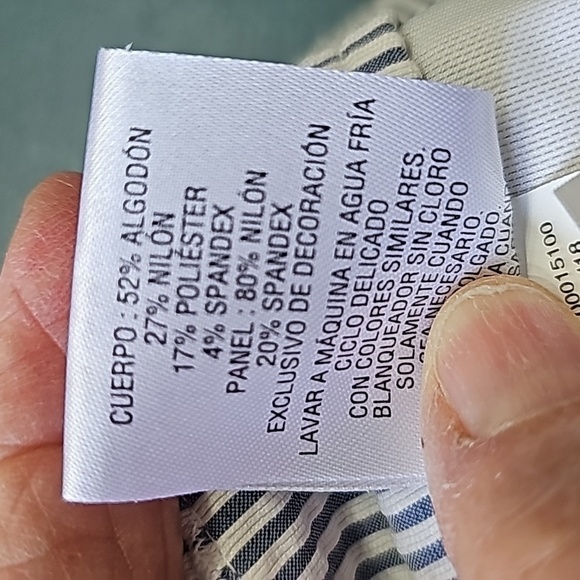 CUERPO : 52% ALGODÓN
27% NILÓN
17% POLIÉSTER
4% SPANDEX
PANEL : 80% NILÓN
20% SPANDEX
EXCLUSIVO DE DECORACIÓN
LAVAR A MÁQUINA EN AGUA FRÍA
CICLO DELICADO
CON COLORES SIMILARES.
BLANQUEADOR SIN CLORO
SOLAMENTE CUANDO
SEA NECESARIO.
00015100